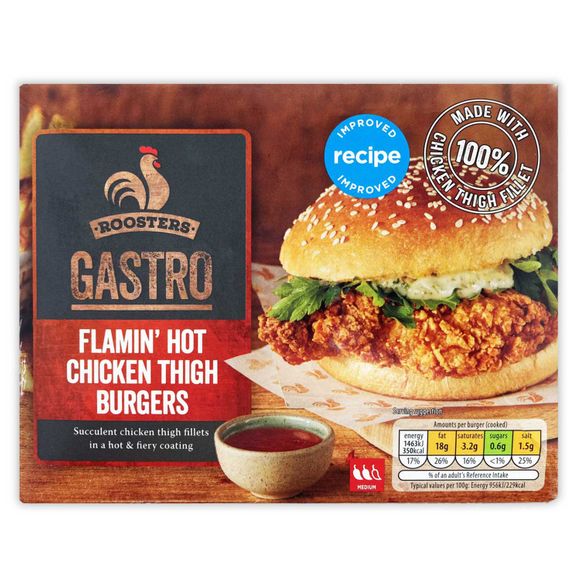 ROOSTERS
GASTRO
FLAMIN' HOT
CHICKEN THIGH
BURGERS
Succulent chicken thigh fillets
in a hot & fiery coating
IMPROVED
recipe
IMPROVED
MADE WITH
100%
CHICKEN THIGH FILLET
Serving suggestion
MEDIUM
Amounts per burger (cooked)
energy fat saturates sugars salt
1463kJ 18g 3.2g 0.6g 1.5g
350kcal
17% 26% 16% <1% 25%
% of an adult's Reference Intake
Typical values per 100g: Energy 956kJ/229kcal